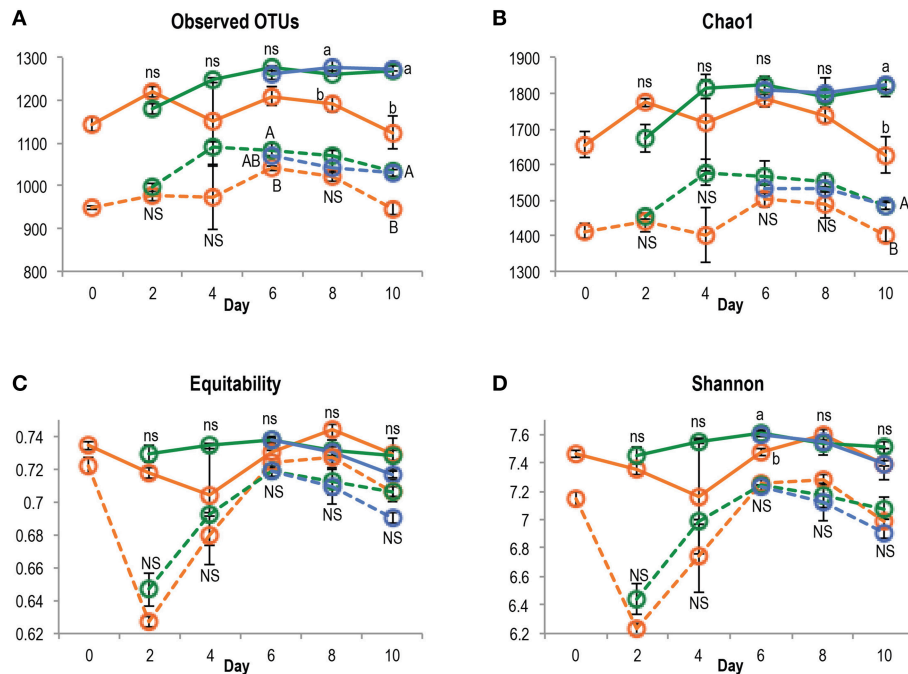 A
Observed OTUs
1300
1200
1100
1000
900
800
ns ns ns a a
b b
A
AB A
B
NS NS NS B
0 2 4 6 8 10
Day
B
Chao1
1900
1800
1700
1600
1500
1400
1300
ns ns ns ns a
b
A
NS NS NS NS B
0 2 4 6 8 10
Day
C
Equitability
0.74
0.72
0.7
0.68
0.66
0.64
0.62
ns ns ns ns ns
NS NS NS NS NS
0 2 4 6 8 10
Day
D
Shannon
7.6
7.4
7.2
7
6.8
6.6
6.4
6.2
ns ns a ns ns
b
NS NS NS NS NS
0 2 4 6 8 10
Day